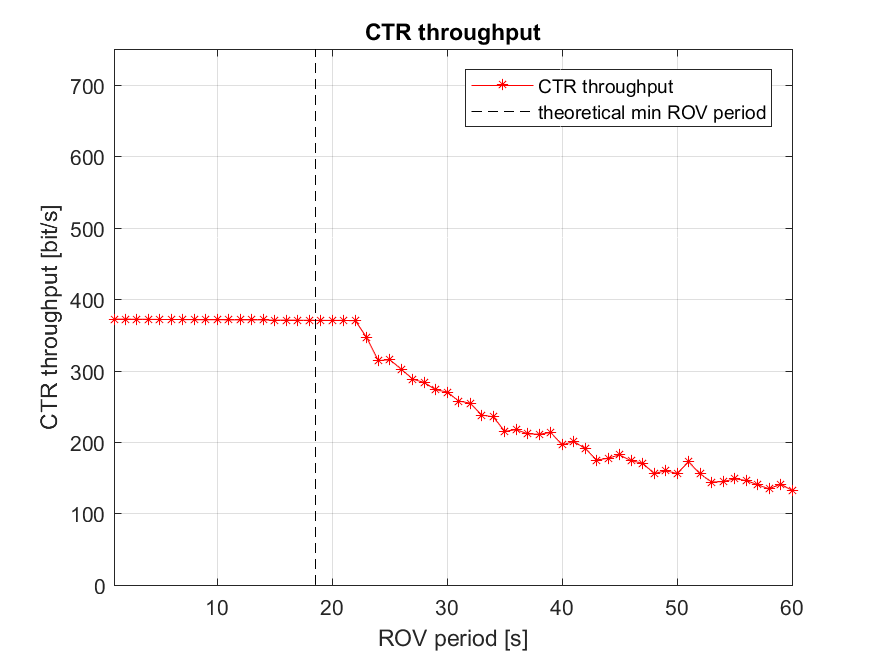 CTR throughput
CTR throughput
theoretical min ROV period
CTR throughput [bit/s]
700
600
500
400
300
200
100
0
10 20 30 40 50 60
ROV period [s]